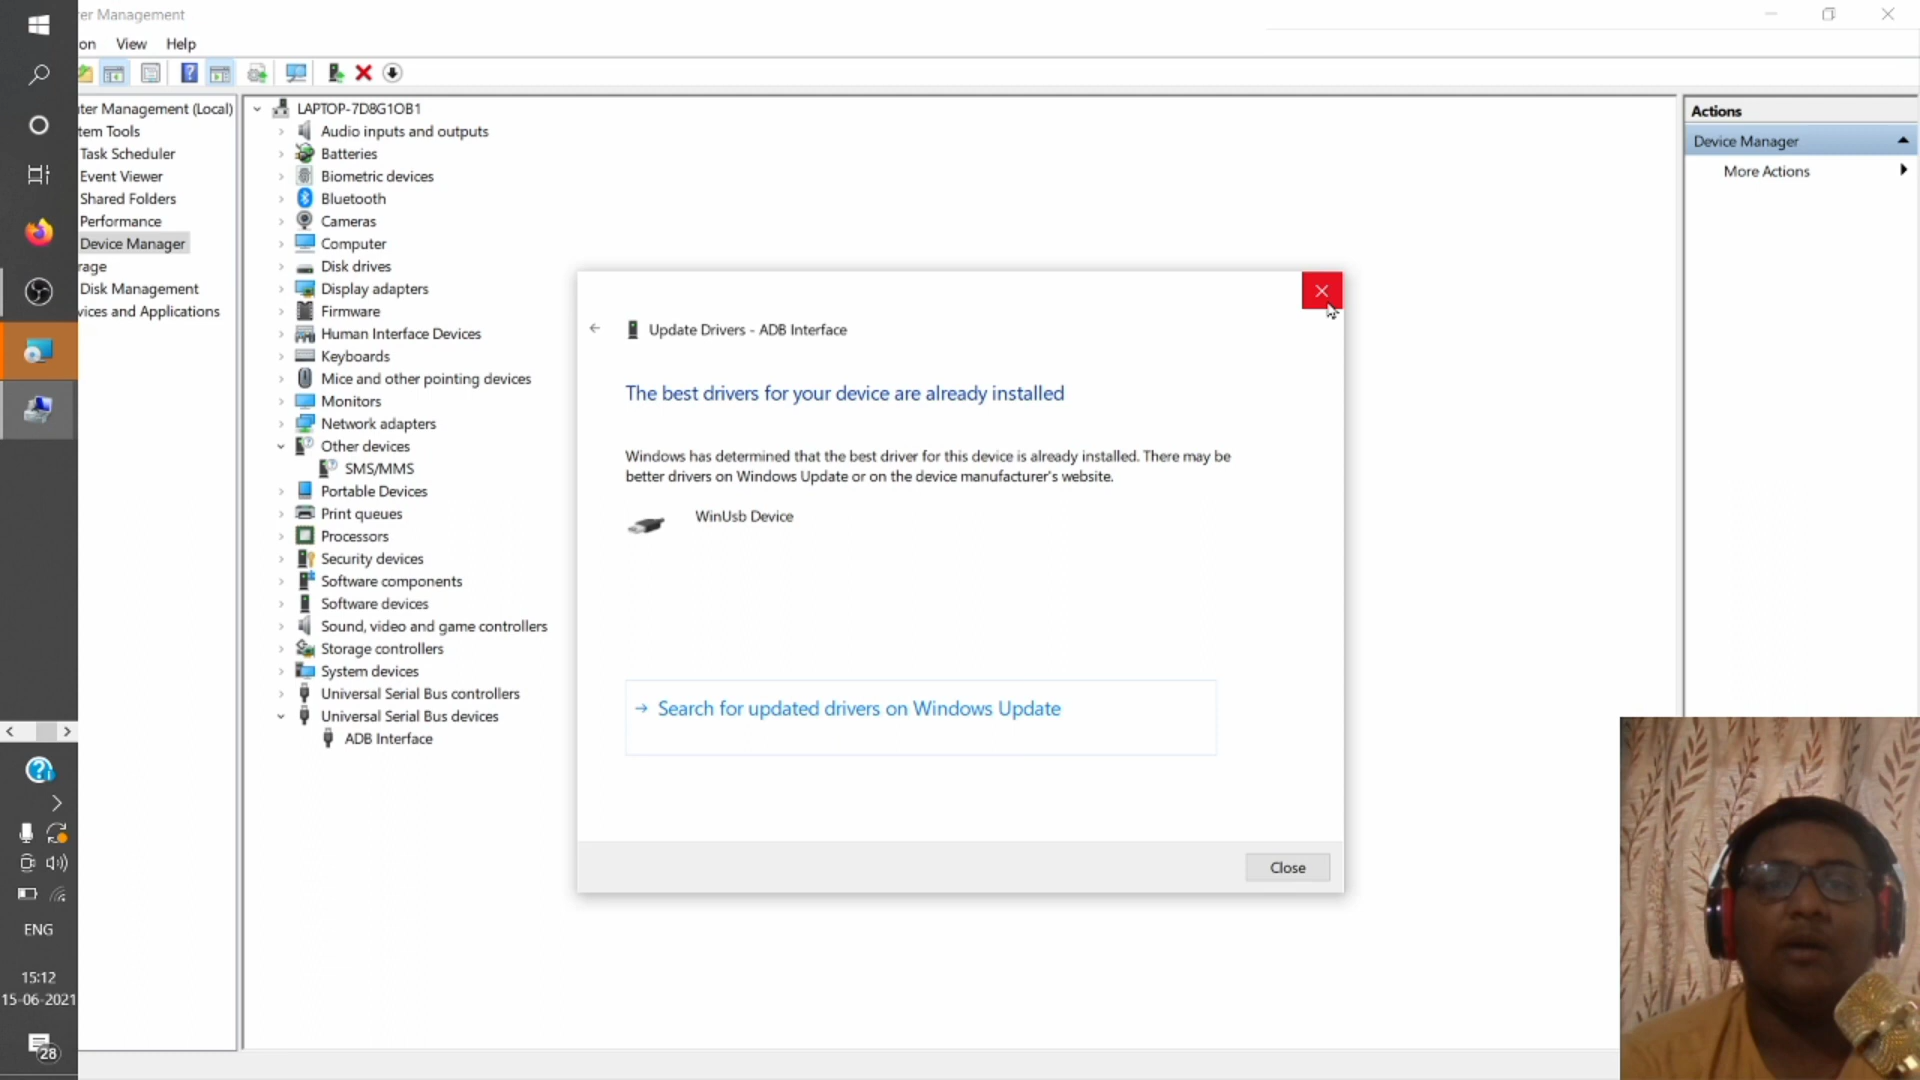 er Management
on View Help
ter Management (Local)
tem Tools
Task Scheduler
Event Viewer
Shared Folders
Performance
Device Manager
rage
Disk Management
vices and Applications
LAPTOP-7D8G1OB1
Audio inputs and outputs
Batteries
Biometric devices
Bluetooth
Cameras
Computer
Disk drives
Display adapters
Firmware
Human Interface Devices
Keyboards
Mice and other pointing devices
Monitors
Network adapters
Other devices
SMS/MMS
Portable Devices
Print queues
Processors
Security devices
Software components
Software devices
Sound, video and game controllers
Storage controllers
System devices
Universal Serial Bus controllers
Universal Serial Bus devices
ADB Interface
Update Drivers - ADB Interface
The best drivers for your device are already installed
Windows has determined that the best driver for this device is already installed. There may be
better drivers on Windows Update or on the device manufacturer's website.
WinUsb Device
Search for updated drivers on Windows Update
Close
Actions
Device Manager
More Actions
ENG
15:12
15-06-2021
28